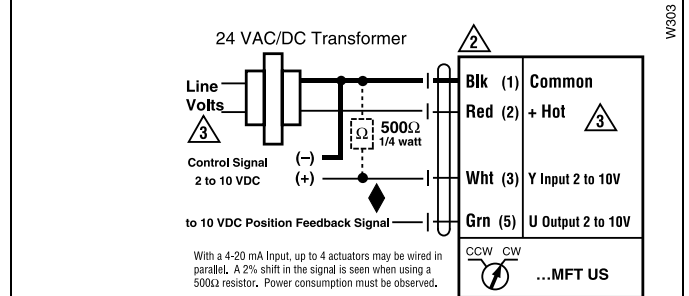 W303
24 VAC/DC Transformer
2
Line
Volts
3
Blk (1) Common
Red (2) + Hot
3
Ω
500Ω
1/4 watt
Control Signal
2 to 10 VDC
(–)
(+)
Wht (3) Y Input 2 to 10V
to 10 VDC Position Feedback Signal
Grn (5) U Output 2 to 10V
With a 4-20 mA Input, up to 4 actuators may be wired in
parallel. A 2% shift in the signal is seen when using a
500Ω resistor. Power consumption must be observed.
CCW CW
...MFT US